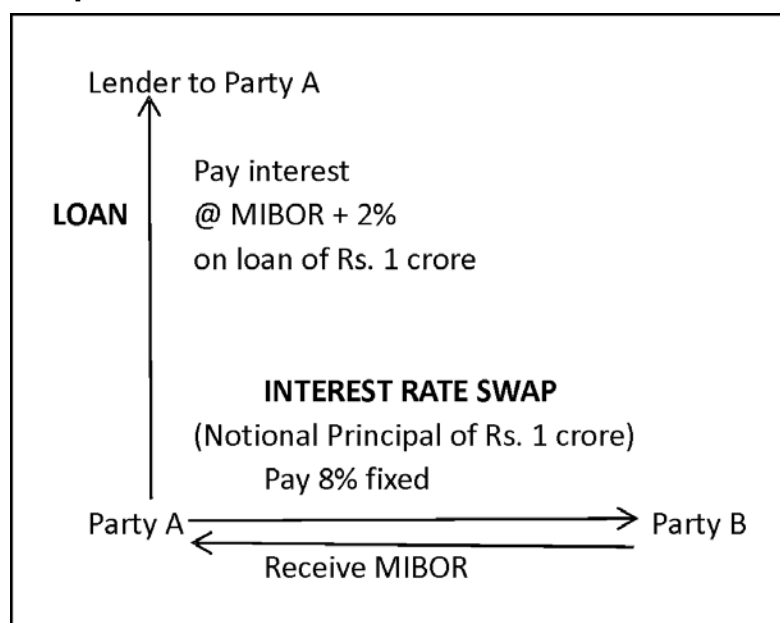 Lender to Party A
Pay interest
LOAN @ MIBOR + 2%
on loan of Rs. 1 crore
INTEREST RATE SWAP
(Notional Principal of Rs. 1 crore)
Pay 8% fixed
Party A Party B
Receive MIBOR